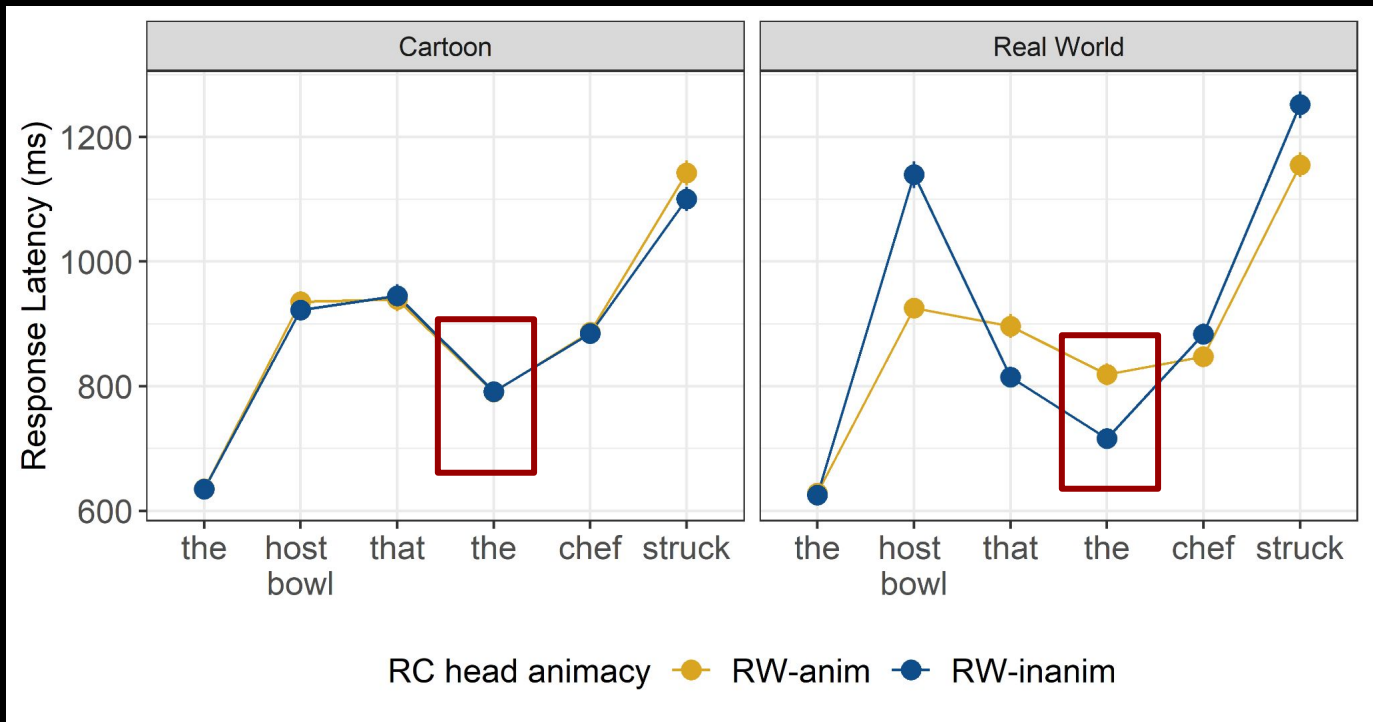 Cartoon
Real World
Response Latency (ms)
1200
1000
800
600
the host that the chef struck
bowl
the host that the chef struck
bowl
RC head animacy RW-anim RW-inanim